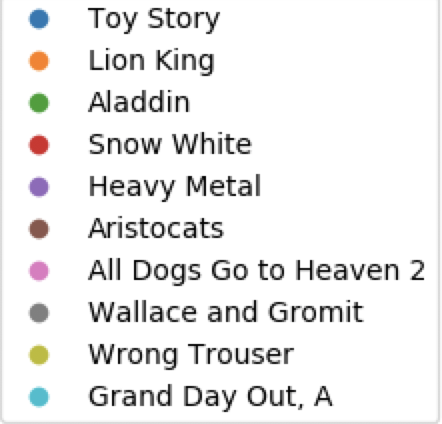 Toy Story
Lion King
Aladdin
Snow White
Heavy Metal
Aristocats
All Dogs Go to Heaven 2
Wallace and Gromit
Wrong Trouser
Grand Day Out, A